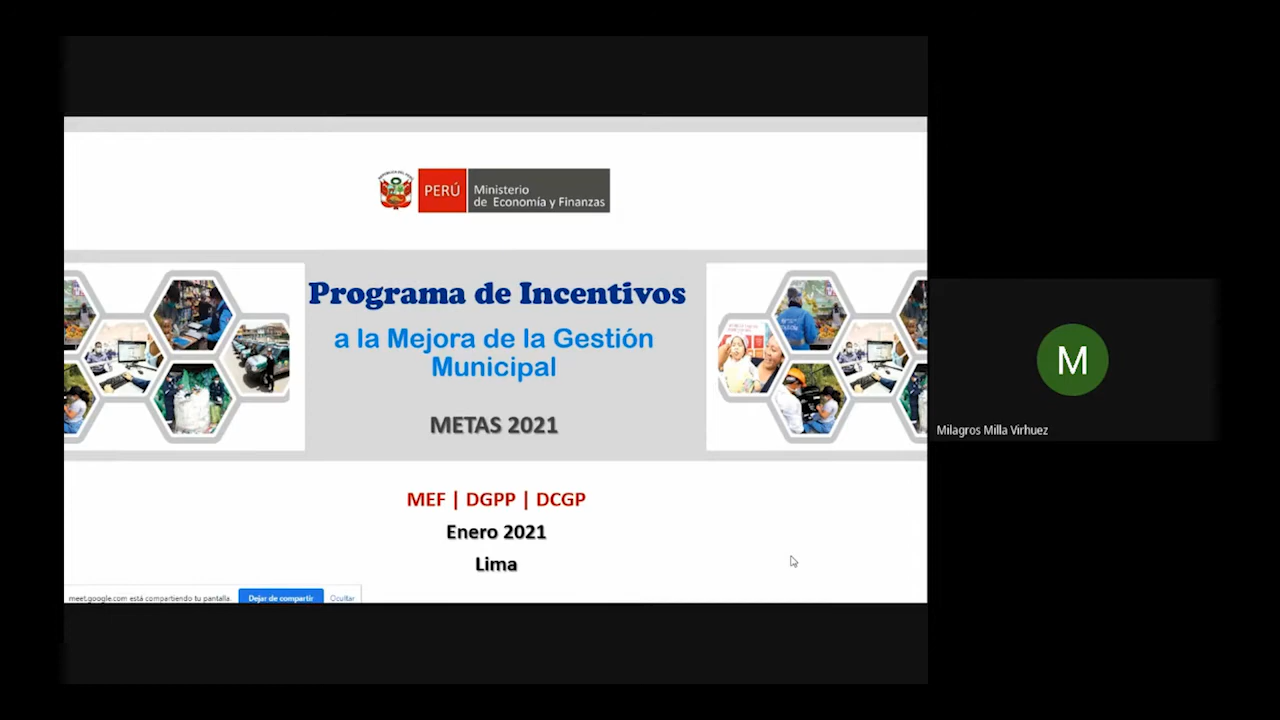 PERÚ
Ministerio
de Economía y Finanzas
Programa de Incentivos
a la Mejora de la Gestión
Municipal
METAS 2021
MEF | DGPP | DCGP
Enero 2021
Lima
meet.google.com está compartiendo tu pantalla.
Dejar de compartir
Ocultar
M
Milagros Milla Virhuez